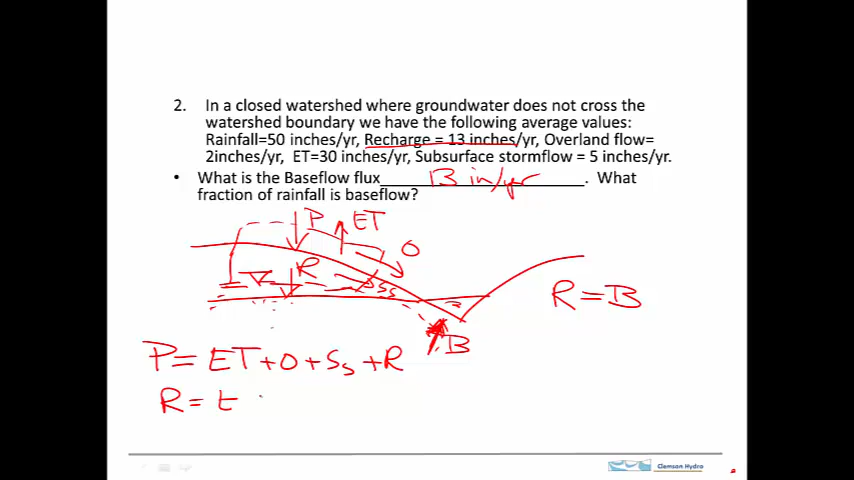 2. In a closed watershed where groundwater does not cross the
watershed boundary we have the following average values:
Rainfall=50 inches/yr, Recharge = 13 inches/yr, Overland flow=
2inches/yr, ET=30 inches/yr, Subsurface stormflow = 5 inches/yr.
• What is the Baseflow flux 13 in/yr. What
fraction of rainfall is baseflow?
P ET
O
R
Ss
R=B
B
P= ET+O+Ss+R
R= t
Clemson Hydro